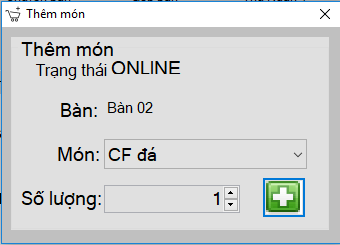 Thêm món
Thêm món
Trạng thái ONLINE
Bàn: Bàn 02
Món: CF đá
Số lượng: 1